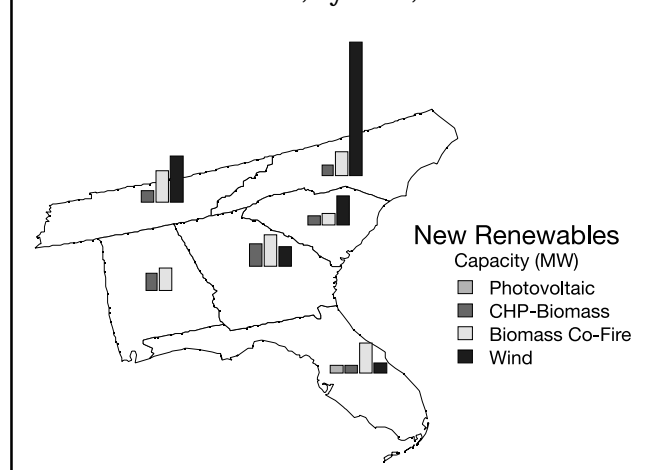 New Renewables
Capacity (MW)
Photovoltaic
CHP-Biomass
Biomass Co-Fire
Wind